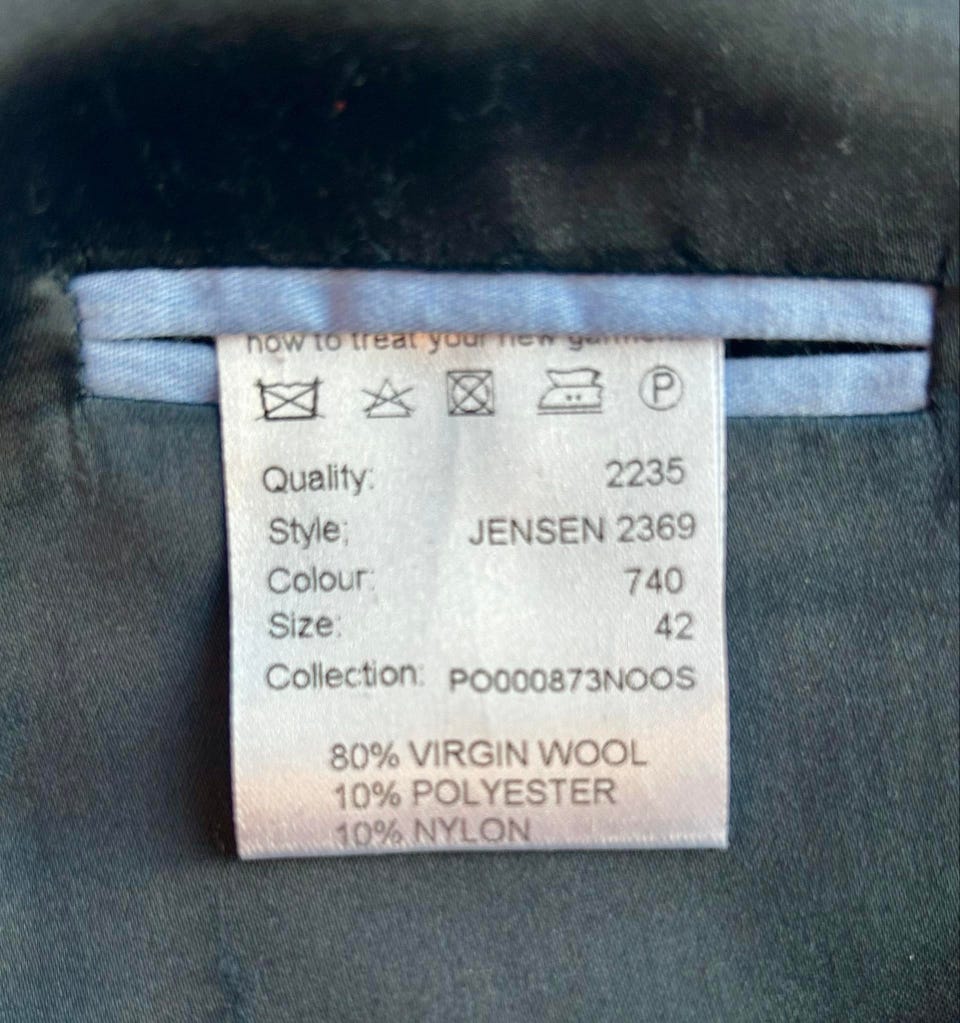 how to treat your new garment
P
Quality: 2235
Style; JENSEN 2369
Colour: 740
Size: 42
Collection: PO000873NOOS
80% VIRGIN WOOL
10% POLYESTER
10% NYLON